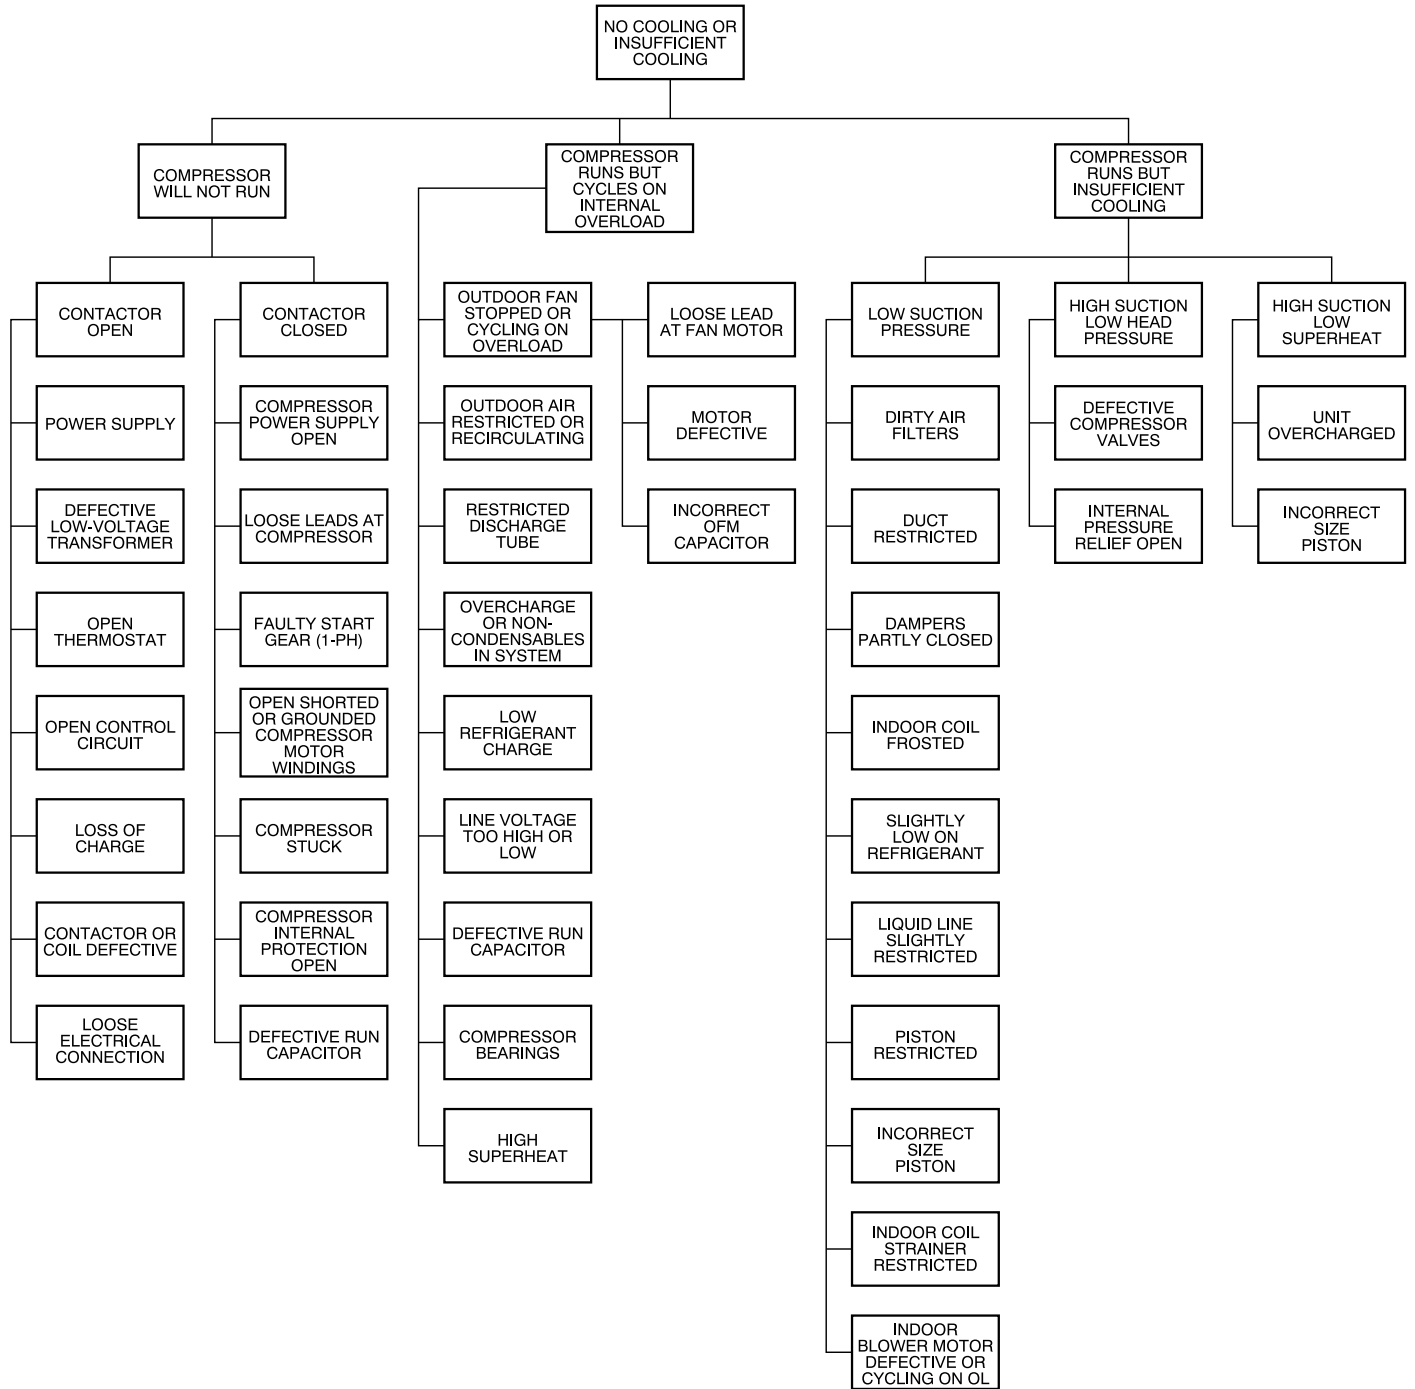 NO COOLING OR
INSUFFICIENT
COOLING
COMPRESSOR
WILL NOT RUN
COMPRESSOR
RUNS BUT
CYCLES ON
INTERNAL
OVERLOAD
COMPRESSOR
RUNS BUT
INSUFFICIENT
COOLING
CONTACTOR
OPEN
POWER SUPPLY
DEFECTIVE
LOW-VOLTAGE
TRANSFORMER
OPEN
THERMOSTAT
OPEN CONTROL
CIRCUIT
LOSS OF
CHARGE
CONTACTOR OR
COIL DEFECTIVE
LOOSE
ELECTRICAL
CONNECTION
CONTACTOR
CLOSED
COMPRESSOR
POWER SUPPLY
OPEN
LOOSE LEADS AT
COMPRESSOR
FAULTY START
GEAR (1-PH)
OPEN SHORTED
OR GROUNDED
COMPRESSOR
MOTOR
WINDINGS
COMPRESSOR
STUCK
COMPRESSOR
INTERNAL
PROTECTION
OPEN
DEFECTIVE RUN
CAPACITOR
OUTDOOR FAN
STOPPED OR
CYCLING ON
OVERLOAD
OUTDOOR AIR
RESTRICTED OR
RECIRCULATING
RESTRICTED
DISCHARGE
TUBE
OVERCHARGE
OR NON-
CONDENSABLES
IN SYSTEM
LOW
REFRIGERANT
CHARGE
LINE VOLTAGE
TOO HIGH OR
LOW
DEFECTIVE RUN
CAPACITOR
COMPRESSOR
BEARINGS
HIGH
SUPERHEAT
LOOSE LEAD
AT FAN MOTOR
MOTOR
DEFECTIVE
INCORRECT
OFM
CAPACITOR
LOW SUCTION
PRESSURE
DIRTY AIR
FILTERS
DUCT
RESTRICTED
DAMPERS
PARTLY CLOSED
INDOOR COIL
FROSTED
SLIGHTLY
LOW ON
REFRIGERANT
LIQUID LINE
SLIGHTLY
RESTRICTED
PISTON
RESTRICTED
INCORRECT
SIZE
PISTON
INDOOR COIL
STRAINER
RESTRICTED
INDOOR
BLOWER MOTOR
DEFECTIVE OR
CYCLING ON OL
HIGH SUCTION
LOW HEAD
PRESSURE
DEFECTIVE
COMPRESSOR
VALVES
INTERNAL
PRESSURE
RELIEF OPEN
HIGH SUCTION
LOW
SUPERHEAT
UNIT
OVERCHARGED
INCORRECT
SIZE
PISTON